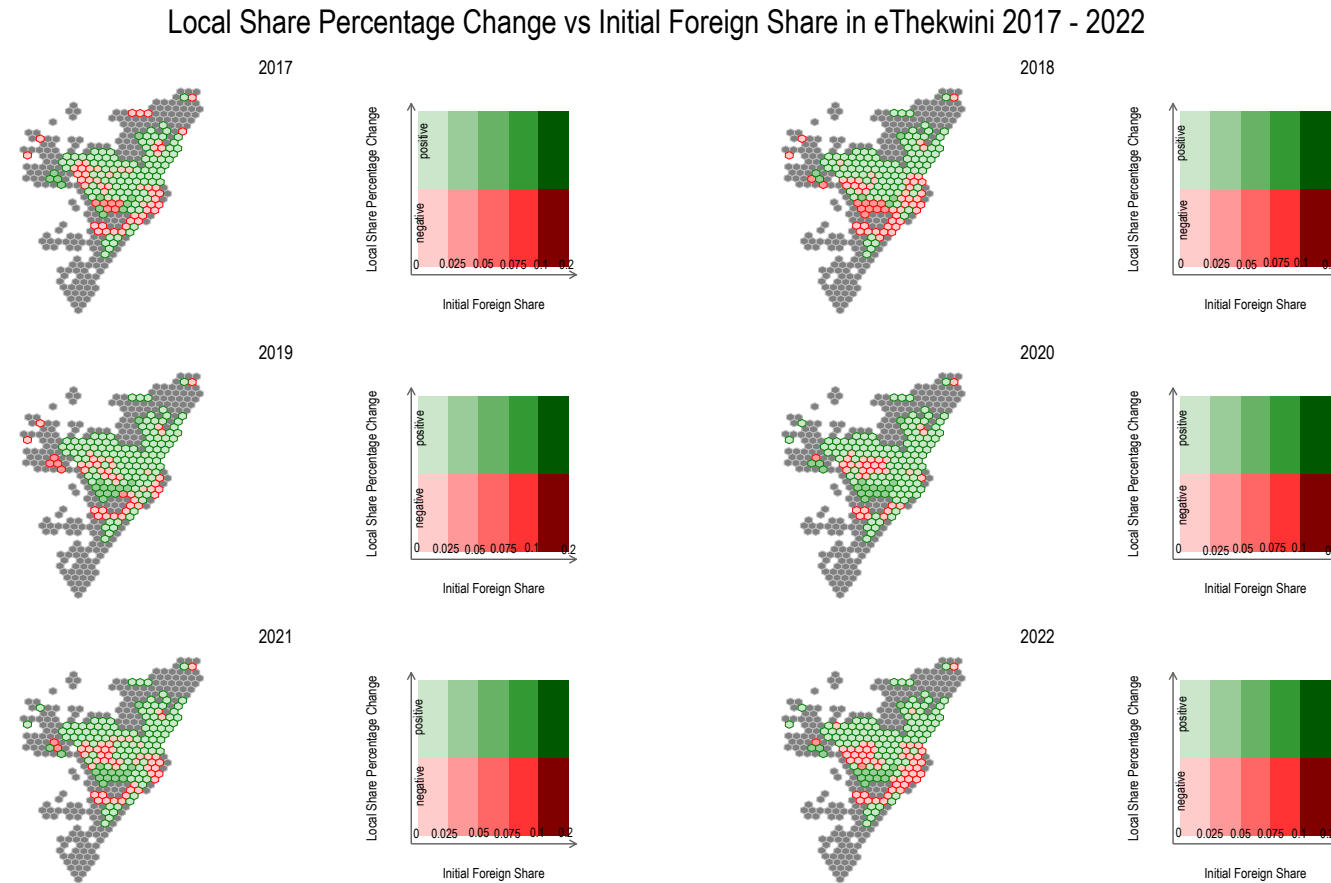 Local Share Percentage Change vs Initial Foreign Share in eThekwini 2017 - 2022
2017
Local Share Percentage Change
positive
negative
0 0.025 0.05 0.075 0.1 0.2
Initial Foreign Share
2018
Local Share Percentage Change
positive
negative
0 0.025 0.05 0.075 0.1
Initial Foreign Share
2019
Local Share Percentage Change
positive
negative
0 0.025 0.05 0.075 0.1 0.2
Initial Foreign Share
2020
Local Share Percentage Change
positive
negative
0 0.025 0.05 0.075 0.1
Initial Foreign Share
2021
Local Share Percentage Change
positive
negative
0 0.025 0.05 0.075 0.1 0.2
Initial Foreign Share
2022
Local Share Percentage Change
positive
negative
0 0.025 0.05 0.075 0.1
Initial Foreign Share